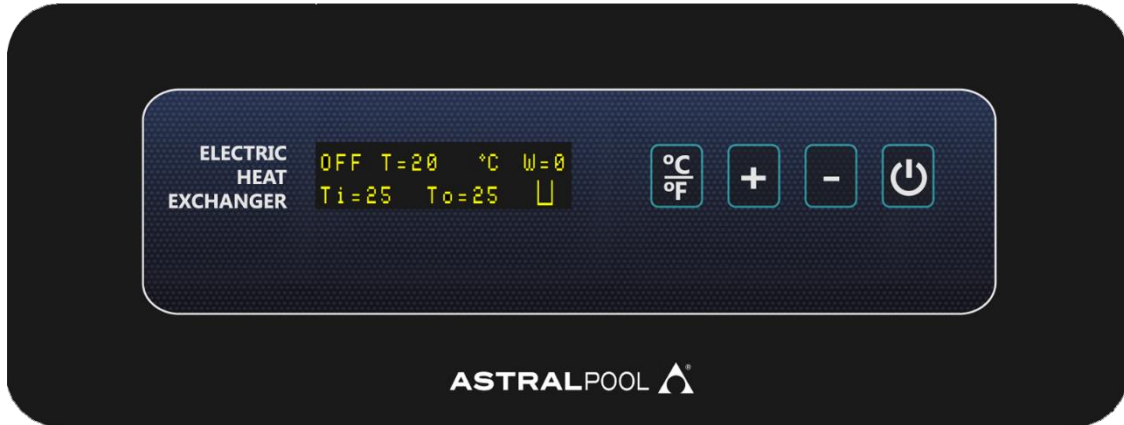 ELECTRIC
HEAT
EXCHANGER
OFF T=20 °C W=0
Ti=25 To=25
°C
°F
+
-
ASTRALPOOL